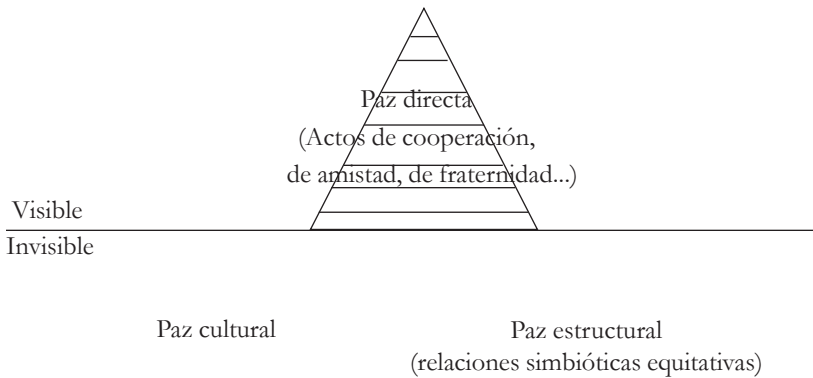 Paz directa
(Actos de cooperación,
de amistad, de fraternidad...)
Visible
Invisible
Paz cultural
Paz estructural
(relaciones simbióticas equitativas)